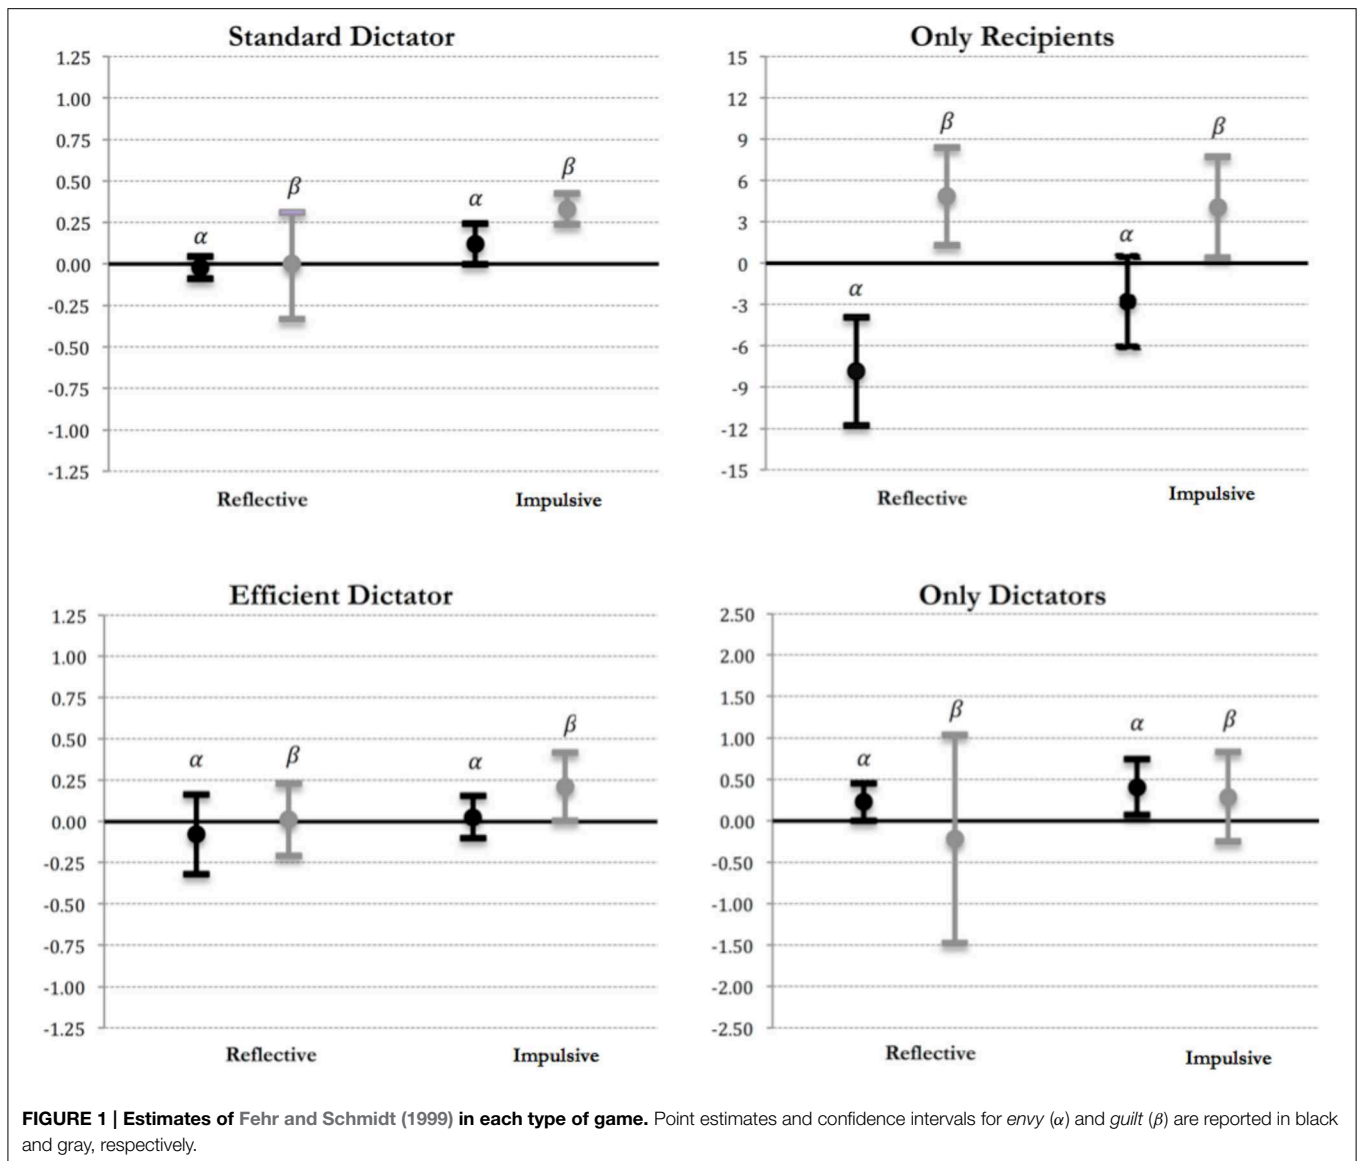 Standard Dictator
1.25
1.00
0.75
0.50
0.25
0.00
-0.25
-0.50
-0.75
-1.00
-1.25
α
β
α
β
Reflective
Impulsive
Only Recipients
15
12
9
6
3
0
-3
-6
-9
-12
-15
α
β
α
β
Reflective
Impulsive
Efficient Dictator
1.25
1.00
0.75
0.50
0.25
0.00
-0.25
-0.50
-0.75
-1.00
-1.25
α
β
α
β
Reflective
Impulsive
Only Dictators
2.50
2.00
1.50
1.00
0.50
0.00
-0.50
-1.00
-1.50
-2.00
-2.50
α
β
α
β
Reflective
Impulsive
FIGURE 1 | Estimates of Fehr and Schmidt (1999) in each type of game. Point estimates and confidence intervals for envy (α) and guilt (β) are reported in black
and gray, respectively.